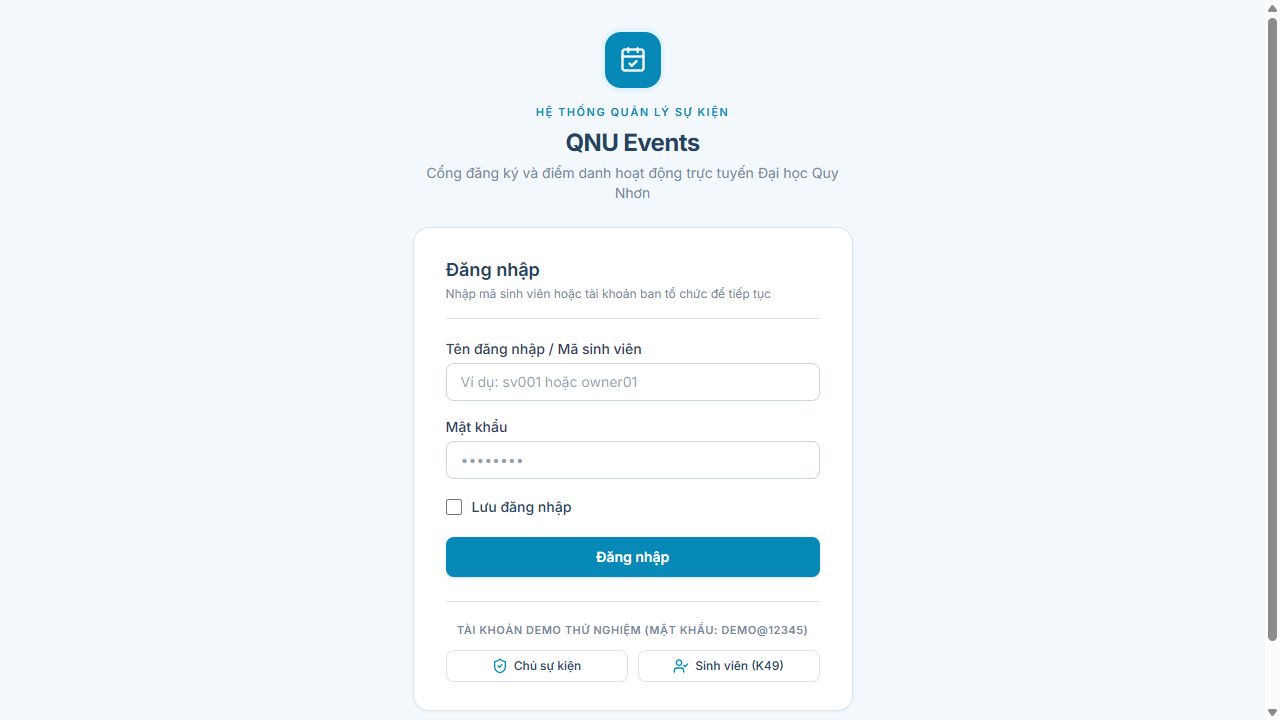 HỆ THỐNG QUẢN LÝ SỰ KIỆN
QNU Events
Cổng đăng ký và điểm danh hoạt động trực tuyến Đại học Quy
Nhơn
Đăng nhập
Nhập mã sinh viên hoặc tài khoản ban tổ chức để tiếp tục
Tên đăng nhập / Mã sinh viên
Ví dụ: sv001 hoặc owner01
Mật khẩu
••••••••
Lưu đăng nhập
Đăng nhập
TÀI KHOẢN DEMO THỬ NGHIỆM (MẬT KHẨU: DEMO@12345)
Chủ sự kiện
Sinh viên (K49)